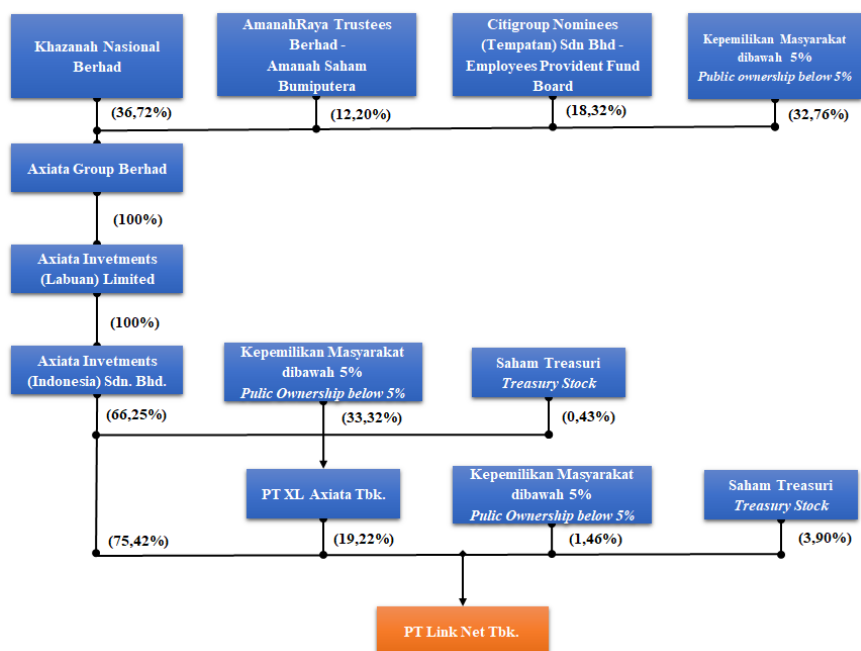 Khazanah Nasional
Berhad
AmanahRaya Trustees
Berhad -
Amanah Saham
Bumiputera
Citigroup Nominees
(Tempatan) Sdn Bhd -
Employees Provident Fund
Board
Kepemilikan Masyarakat
dibawah 5%
Public ownership below 5%
(36,72%)
(12,20%)
(18,32%)
(32,76%)
Axiata Group Berhad
(100%)
Axiata Invetments
(Labuan) Limited
(100%)
Axiata Invetments
(Indonesia) Sdn. Bhd.
Kepemilikan Masyarakat
dibawah 5%
Pulic Ownership below 5%
Saham Treasuri
Treasury Stock
(66,25%)
(33,32%)
(0,43%)
PT XL Axiata Tbk.
Kepemilikan Masyarakat
dibawah 5%
Pulic Ownership below 5%
Saham Treasuri
Treasury Stock
(75,42%)
(19,22%)
(1,46%)
(3,90%)
PT Link Net Tbk.